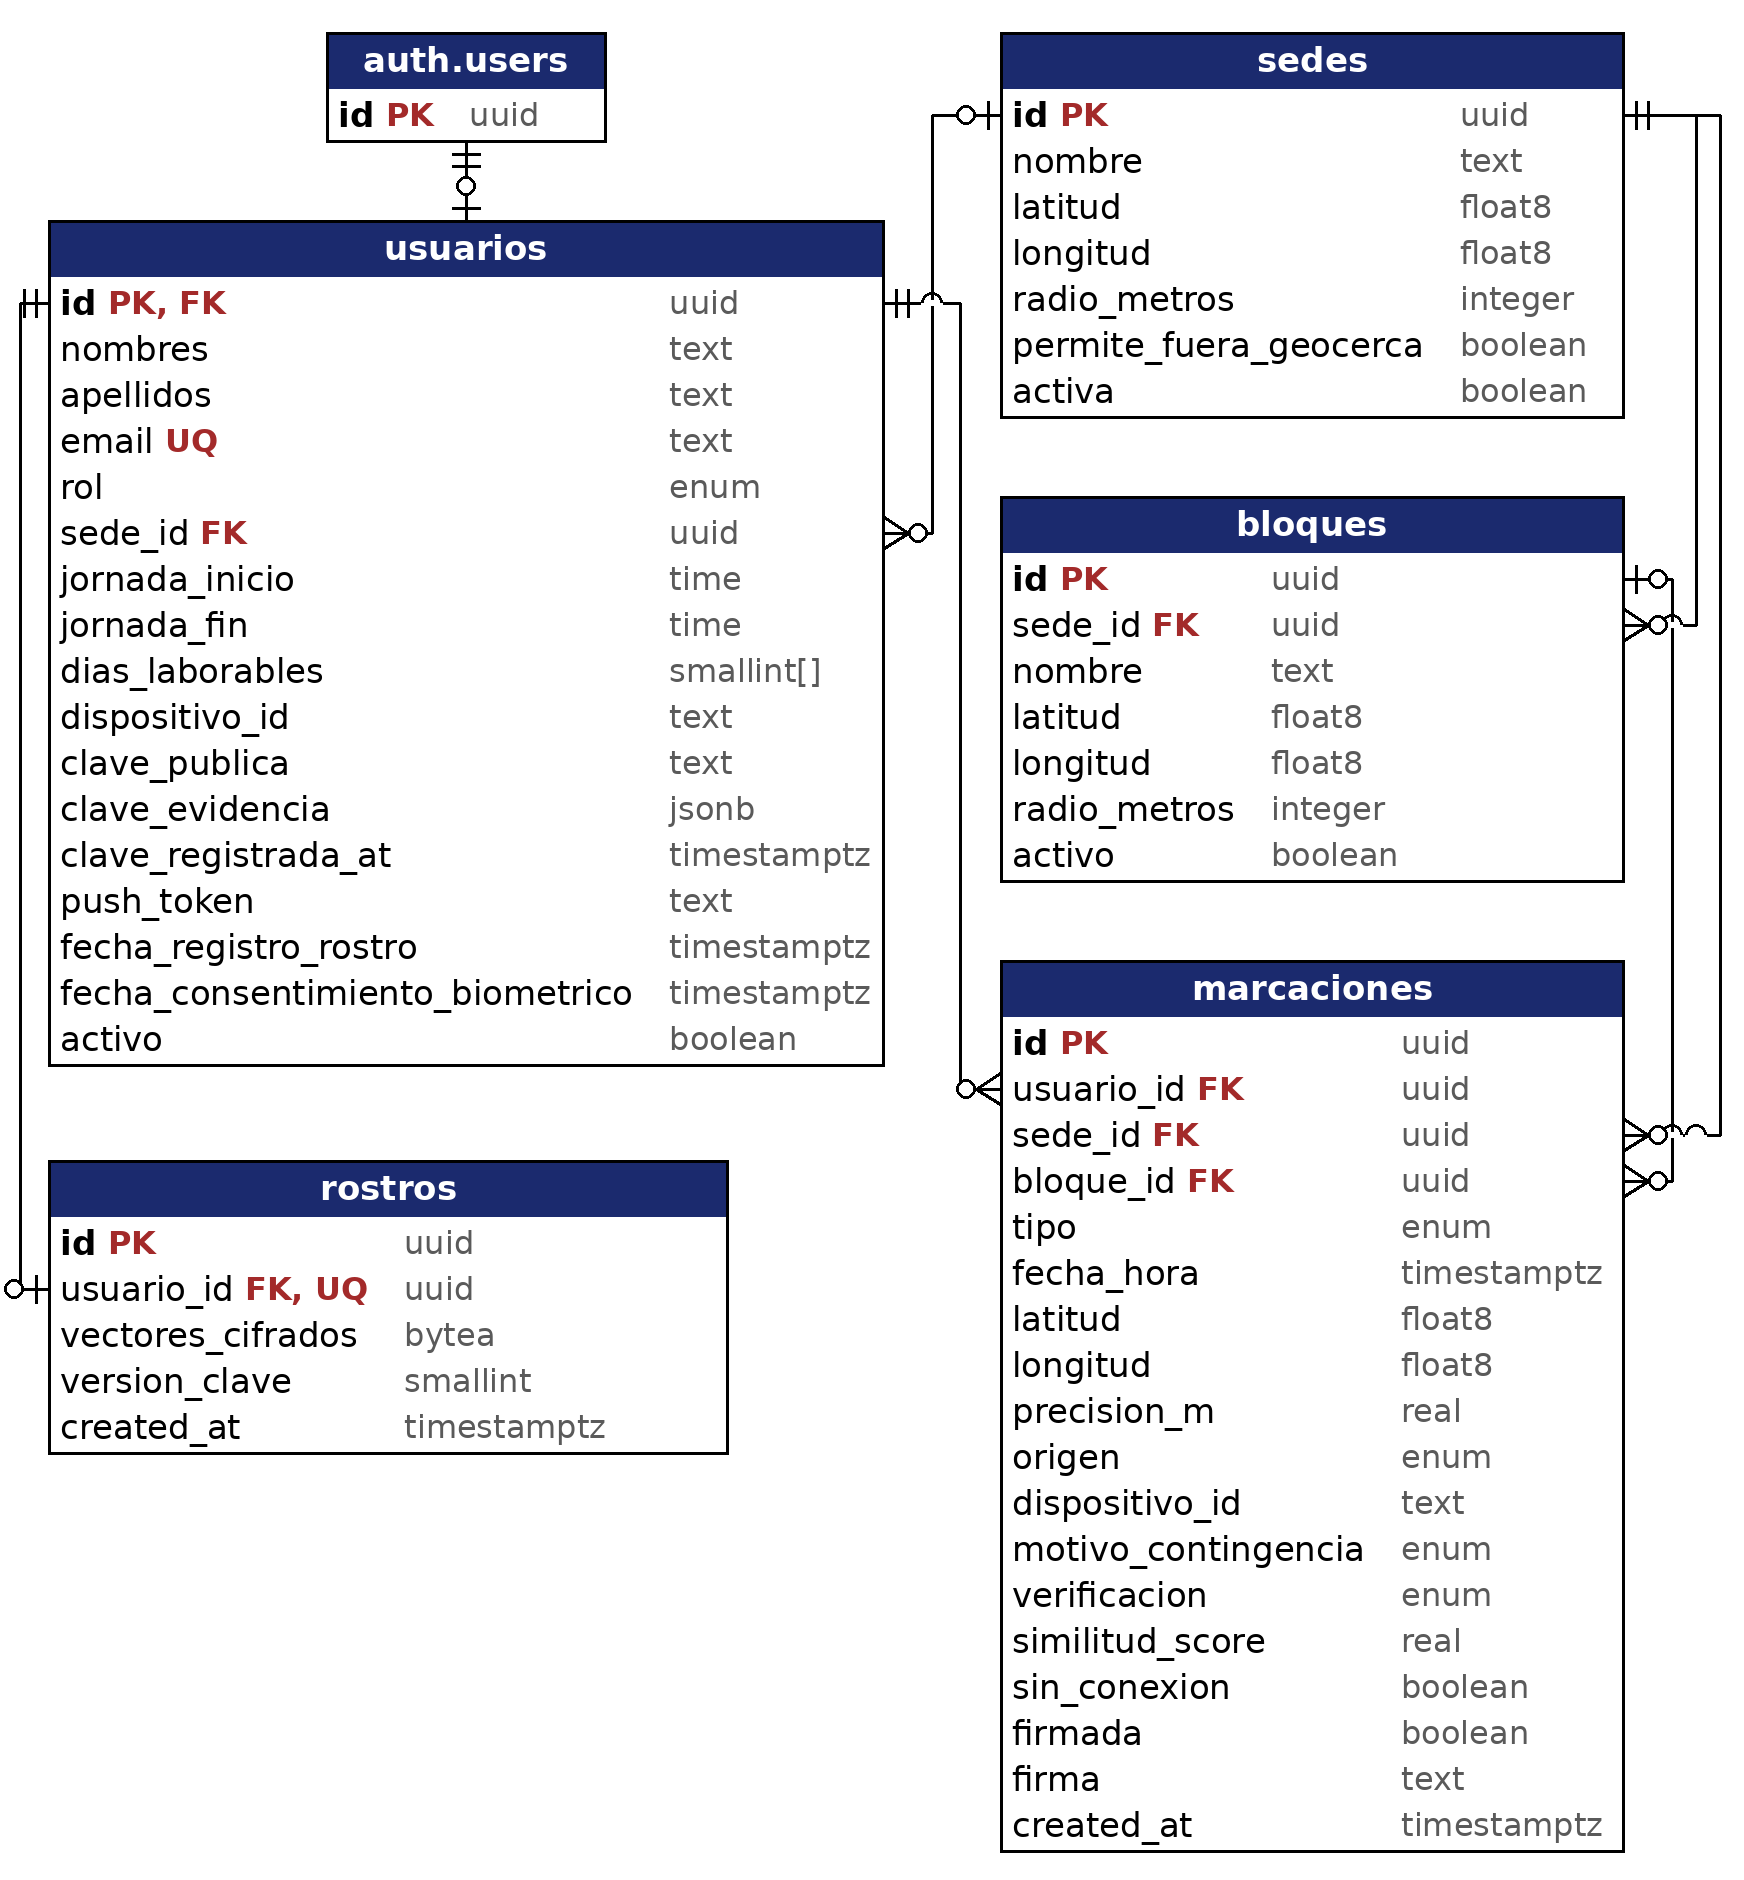 auth.users
id PK uuid
usuarios
id PK, FK uuid
nombres text
apellidos text
email UQ text
rol enum
sede_id FK uuid
jornada_inicio time
jornada_fin time
dias_laborables smallint[]
dispositivo_id text
clave_publica text
clave_evidencia jsonb
clave_registrada_at timestamptz
push_token text
fecha_registro_rostro timestamptz
fecha_consentimiento_biometrico timestamptz
activo boolean
rostros
id PK uuid
usuario_id FK, UQ uuid
vectores_cifrados bytea
version_clave smallint
created_at timestamptz
sedes
id PK uuid
nombre text
latitud float8
longitud float8
radio_metros integer
permite_fuera_geocerca boolean
activa boolean
bloques
id PK uuid
sede_id FK uuid
nombre text
latitud float8
longitud float8
radio_metros integer
activo boolean
marcaciones
id PK uuid
usuario_id FK uuid
sede_id FK uuid
bloque_id FK uuid
tipo enum
fecha_hora timestamptz
latitud float8
longitud float8
precision_m real
origen enum
dispositivo_id text
motivo_contingencia enum
verificacion enum
similitud_score real
sin_conexion boolean
firmada boolean
firma text
created_at timestamptz